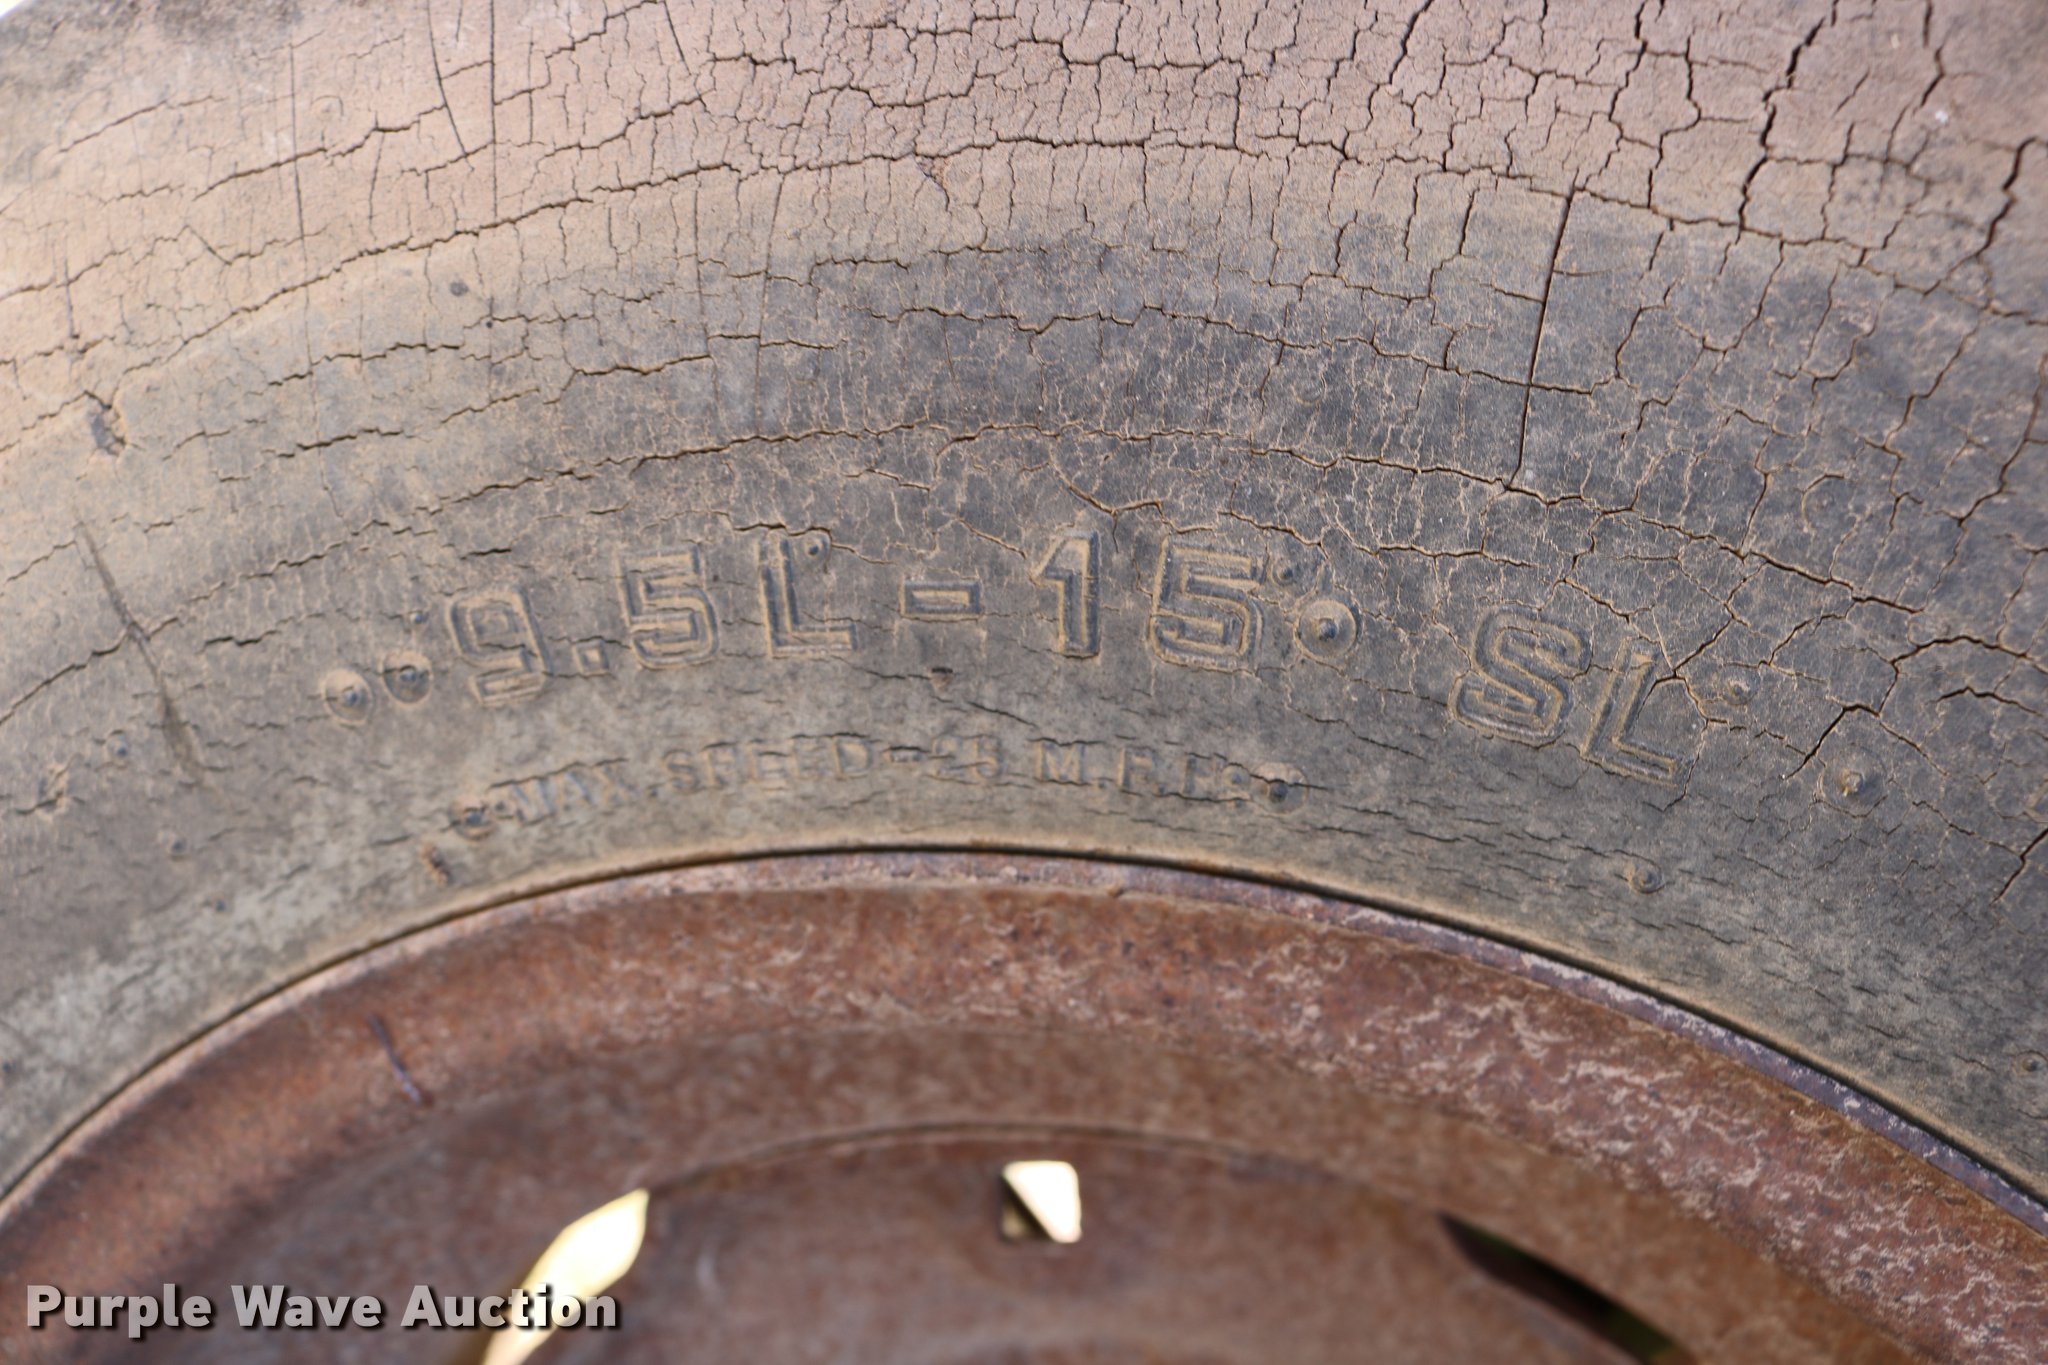 9.5L-15 SL
MAX. SPEED-25 M.P.H.
Purple Wave Auction